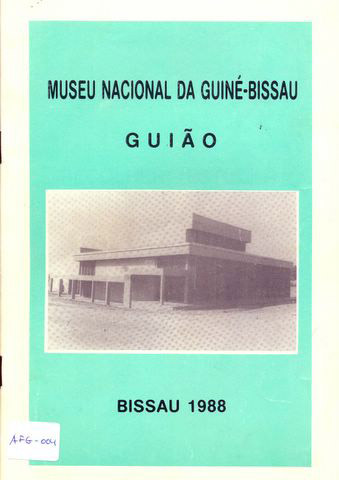 MUSEU NACIONAL DA GUINÉ-BISSAU
GUIÃO
BISSAU 1988
AFG-004